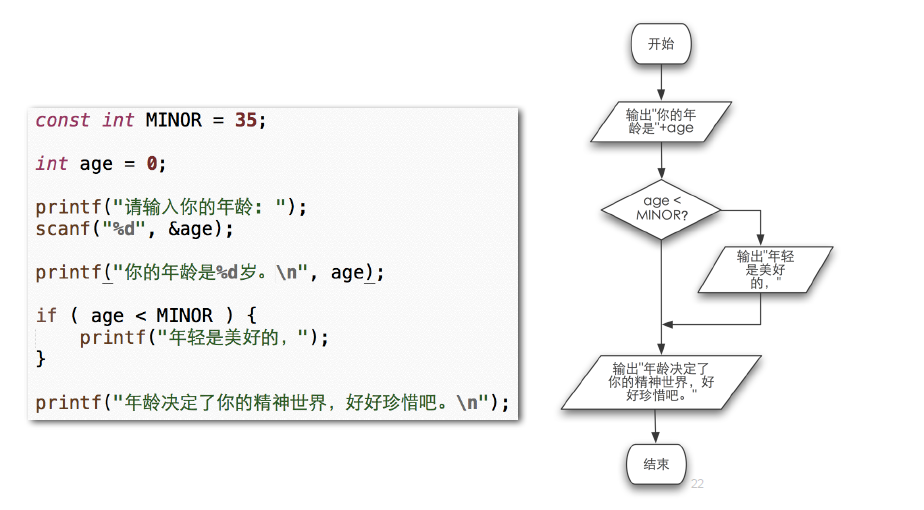 const int MINOR = 35;
int age = 0;
printf("请输入你的年龄: ");
scanf("%d", &age);
printf("你的年龄是%d岁。\n", age);
if ( age < MINOR ) {
    printf("年轻是美好的，");
}
printf("年龄决定了你的精神世界，好好珍惜吧。\n");
开始
输出"你的年
龄是"+age
age <
MINOR?
输出"年轻
是美好
的，"
输出"年龄决定了
你的精神世界，好
好珍惜吧。"
结束
22